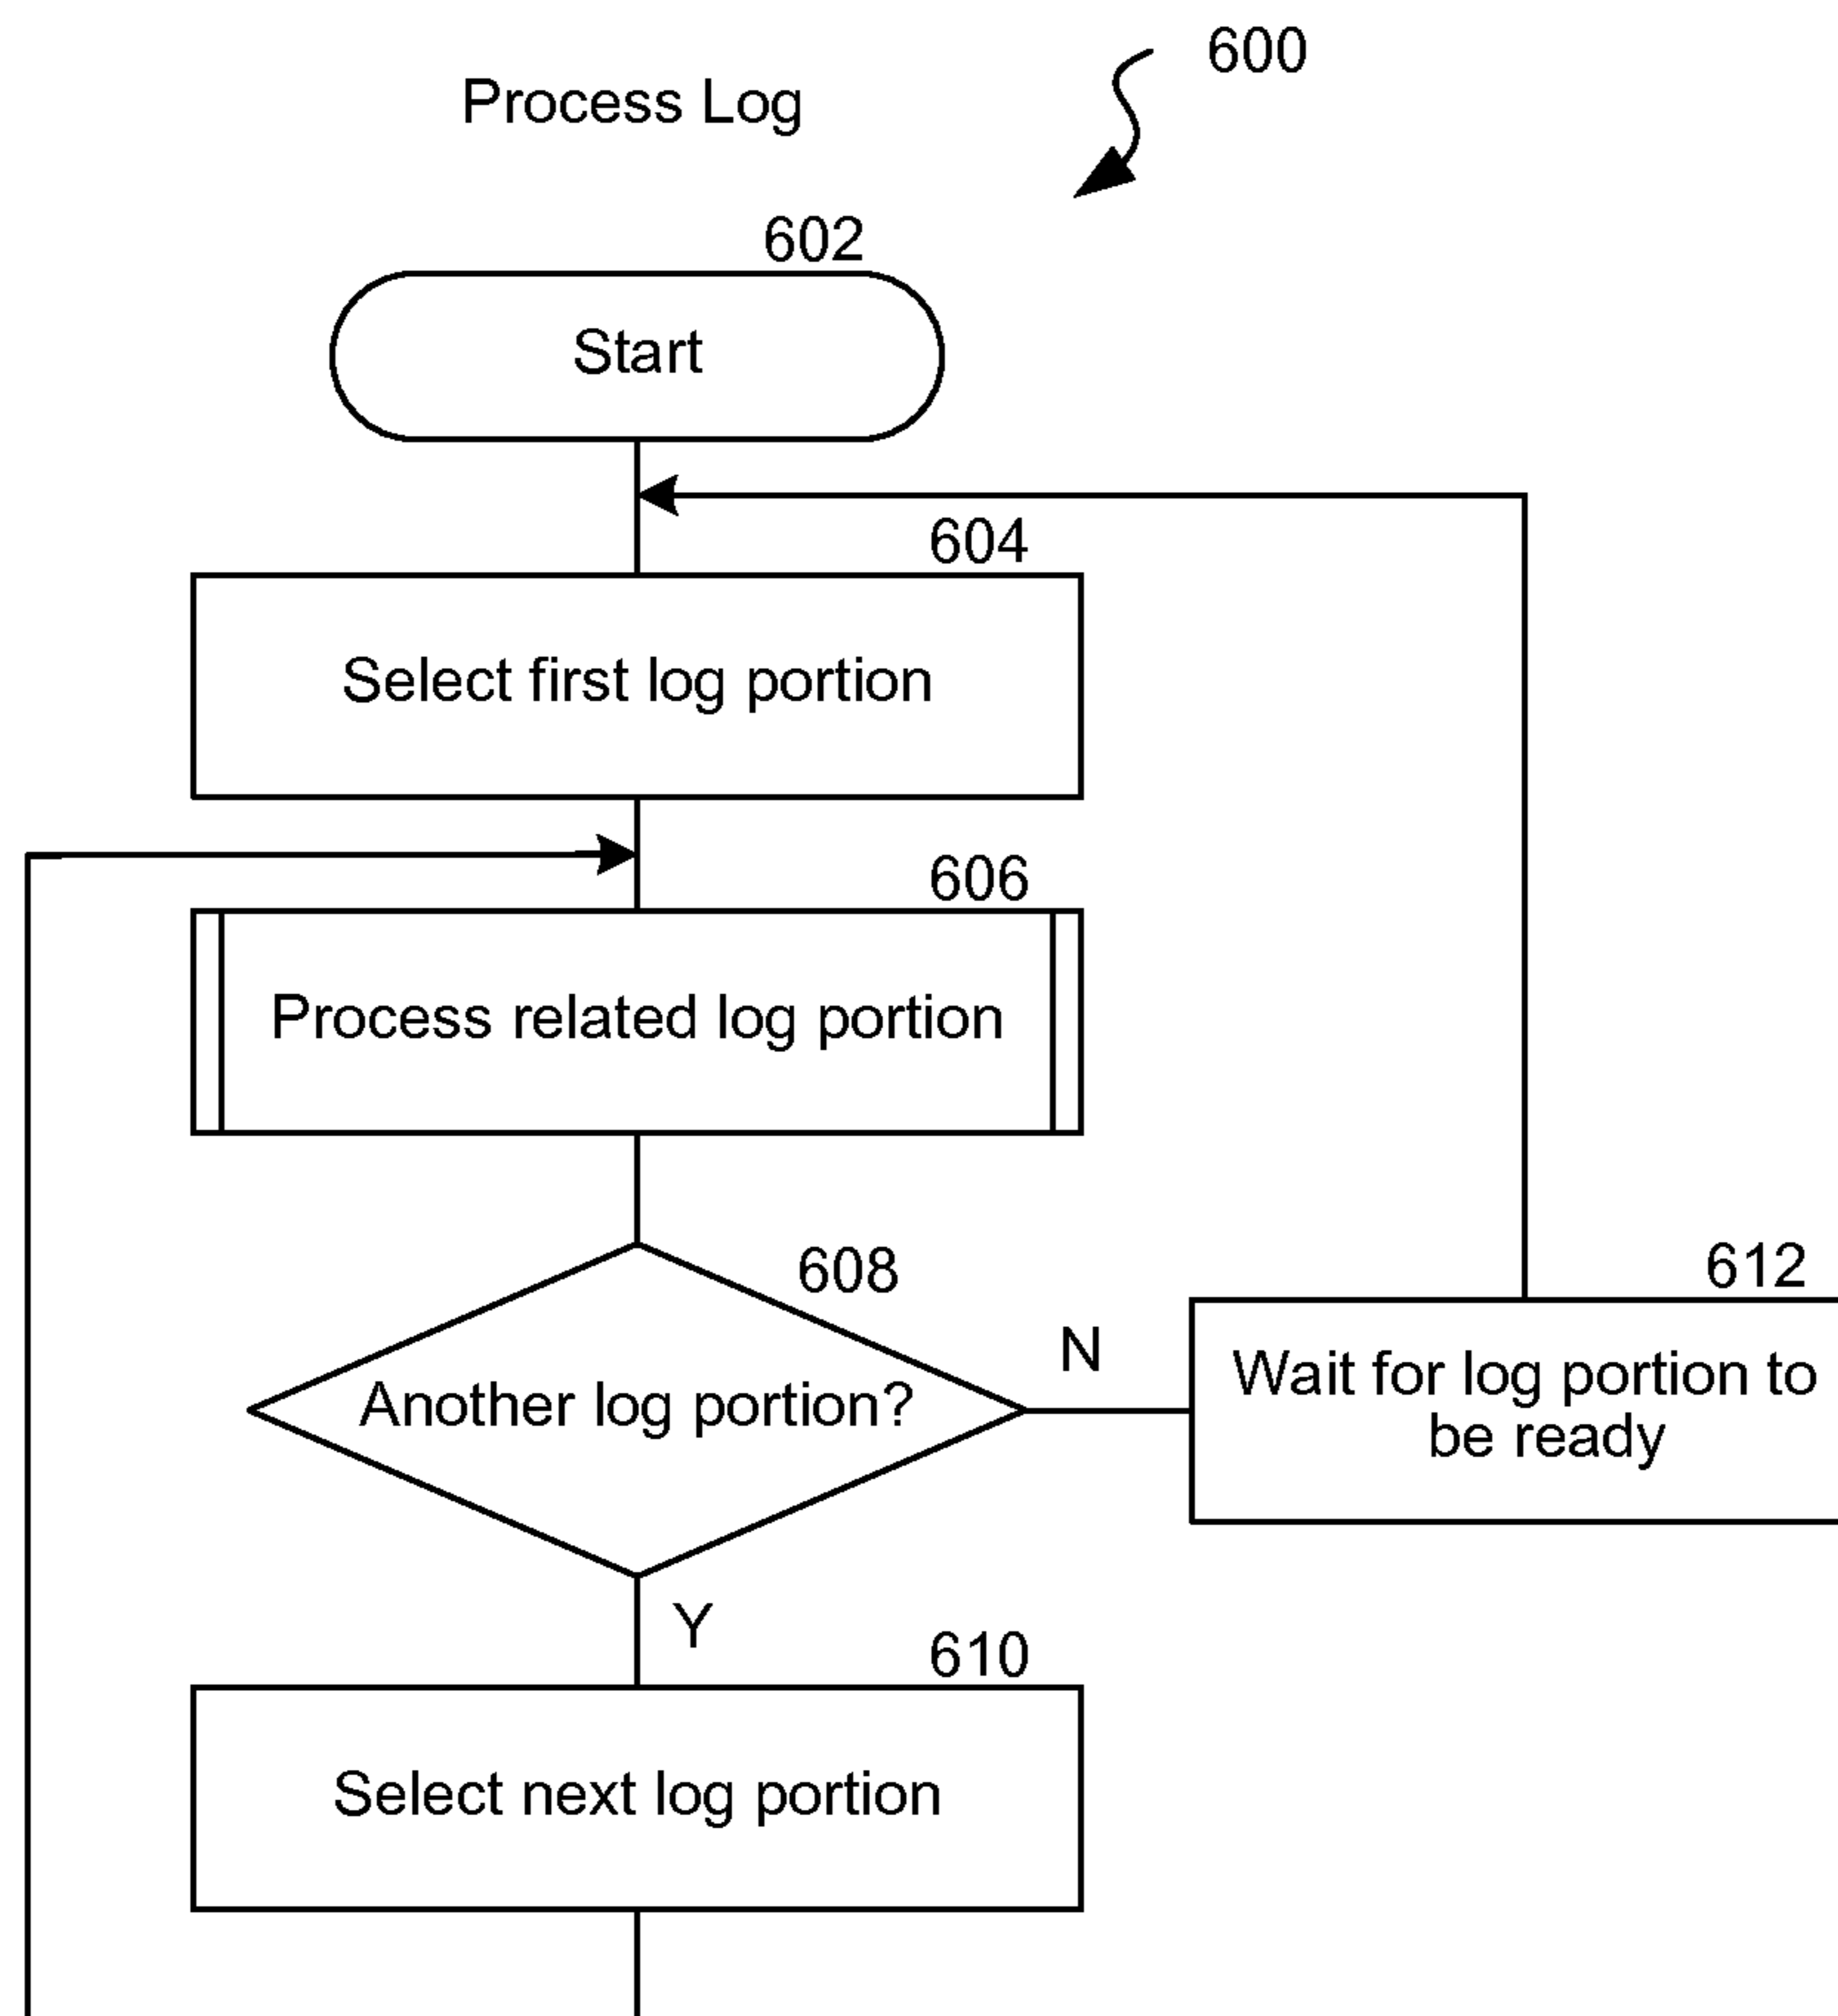 600
Process Log
602
Start
604
Select first log portion
606
Process related log portion
608
Another log portion?
N
612
Wait for log portion to
be ready
Y
610
Select next log portion